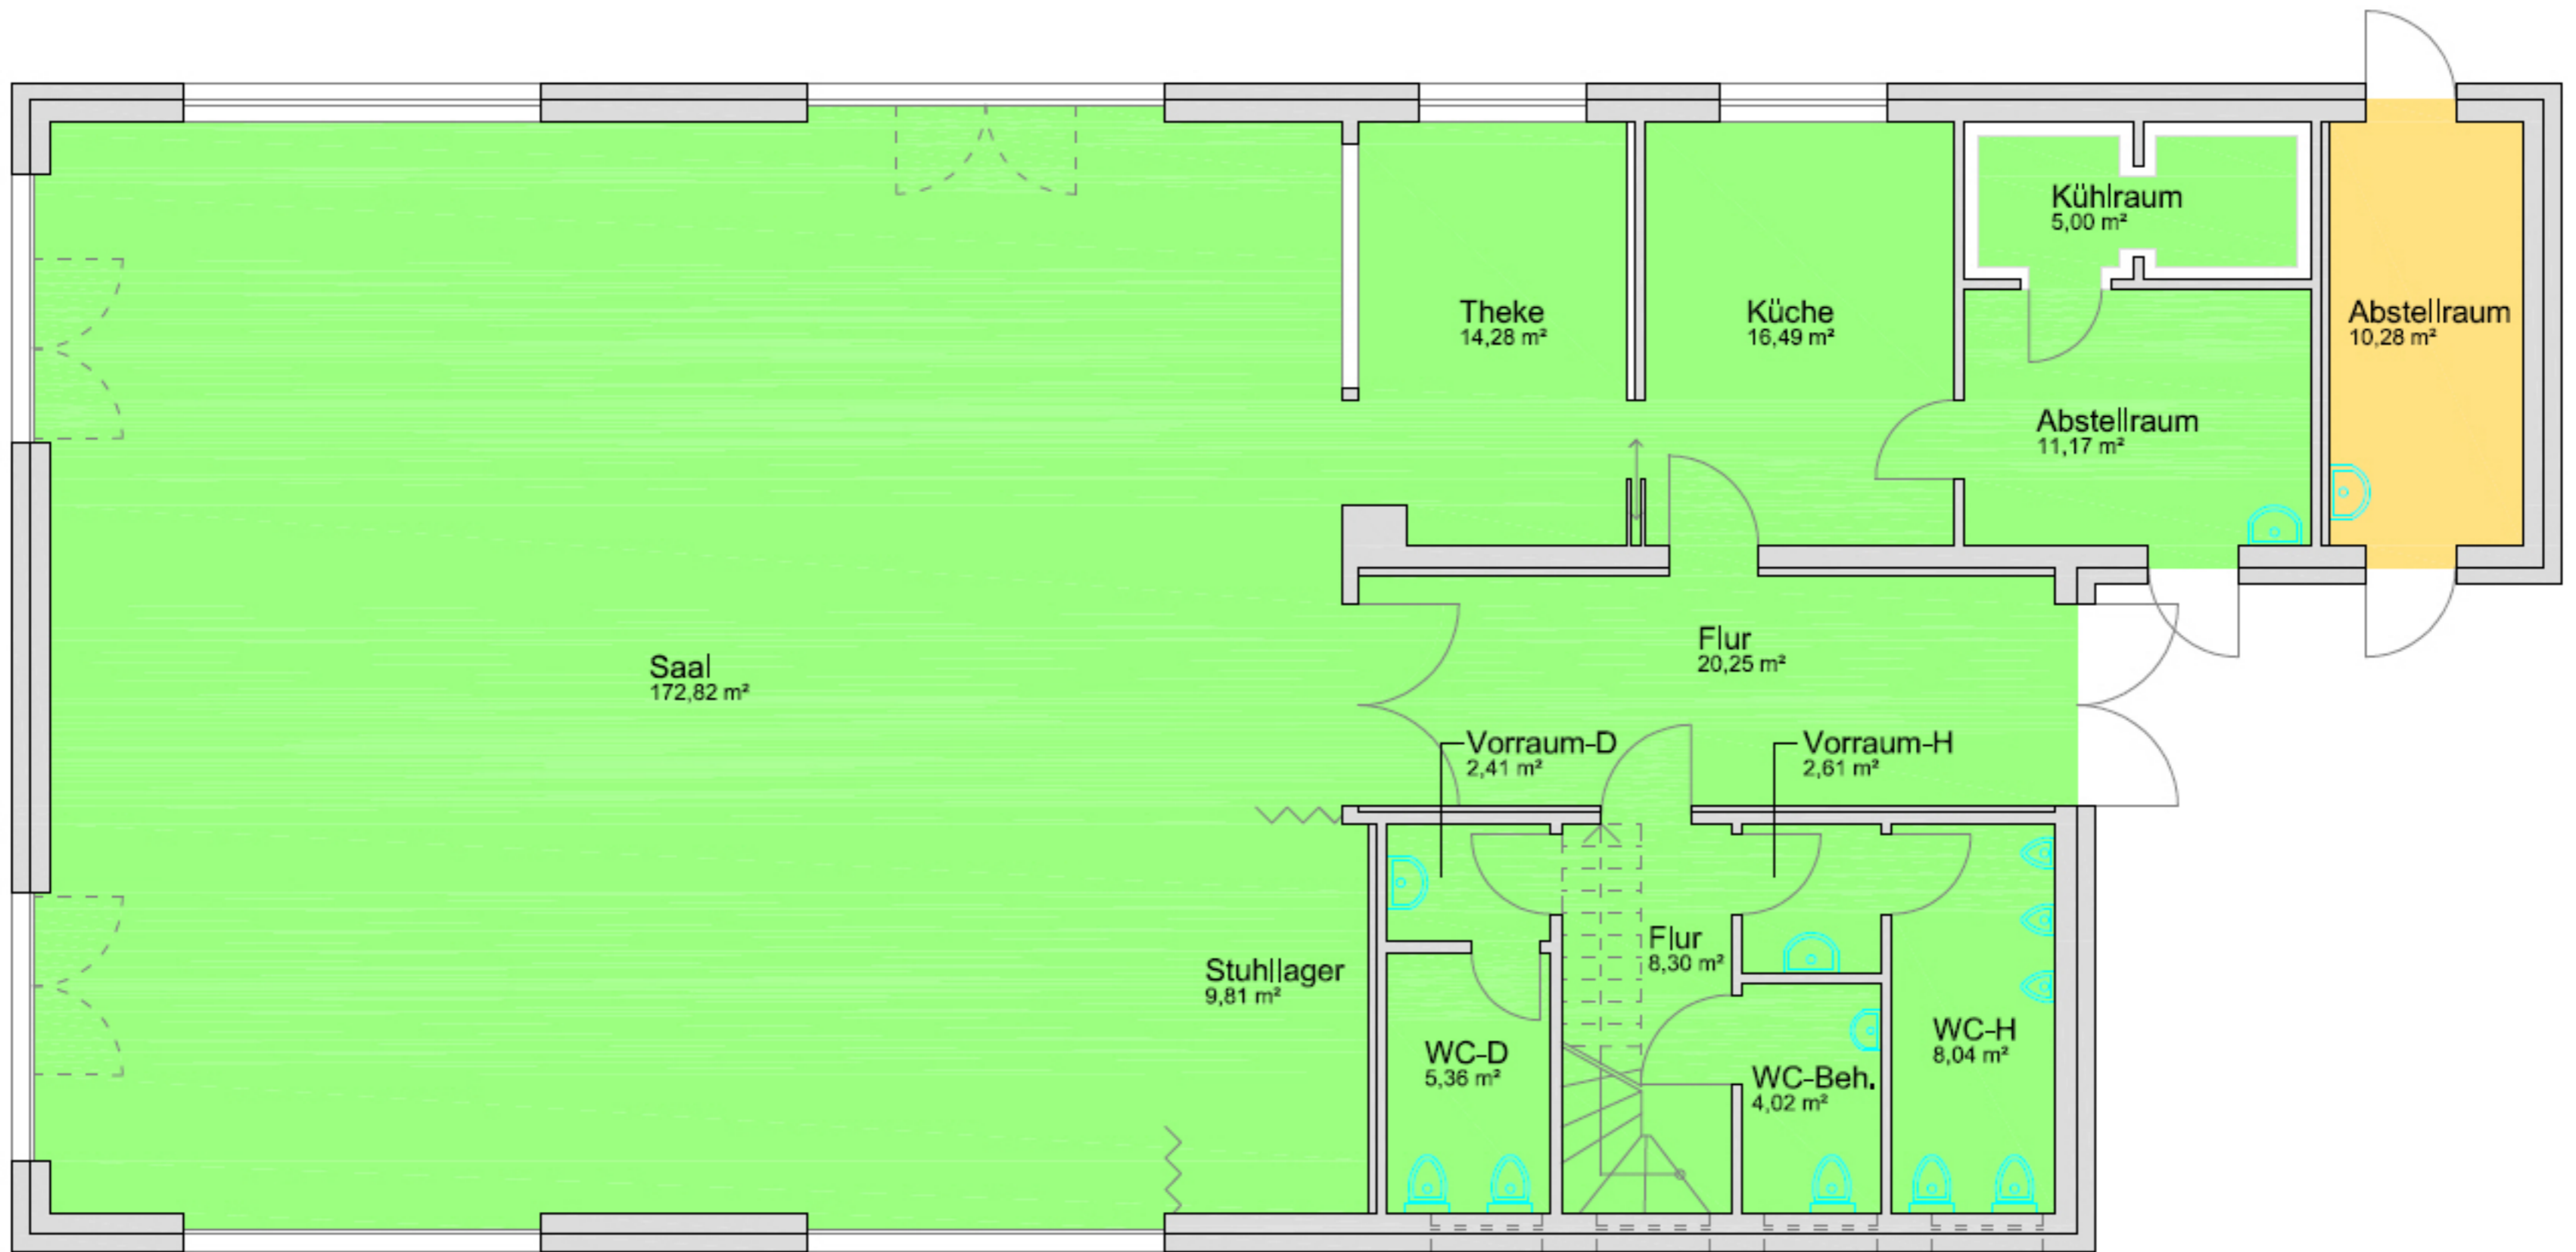 Kühlraum
5,00 m²
Theke
14,28 m²
Küche
16,49 m²
Abstellraum
10,28 m²
Abstellraum
11,17 m²
Saal
172,82 m²
Flur
20,25 m²
Vorraum-D
2,41 m²
Vorraum-H
2,61 m²
Stuhllager
9,81 m²
Flur
8,30 m²
WC-D
5,36 m²
WC-Beh.
4,02 m²
WC-H
8,04 m²